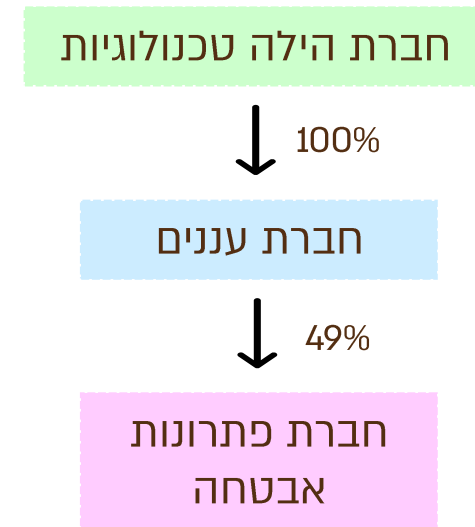 חברת הילה טכנולוגיות
100%
חברת עננים
49%
חברת פתרונות
אבטחה